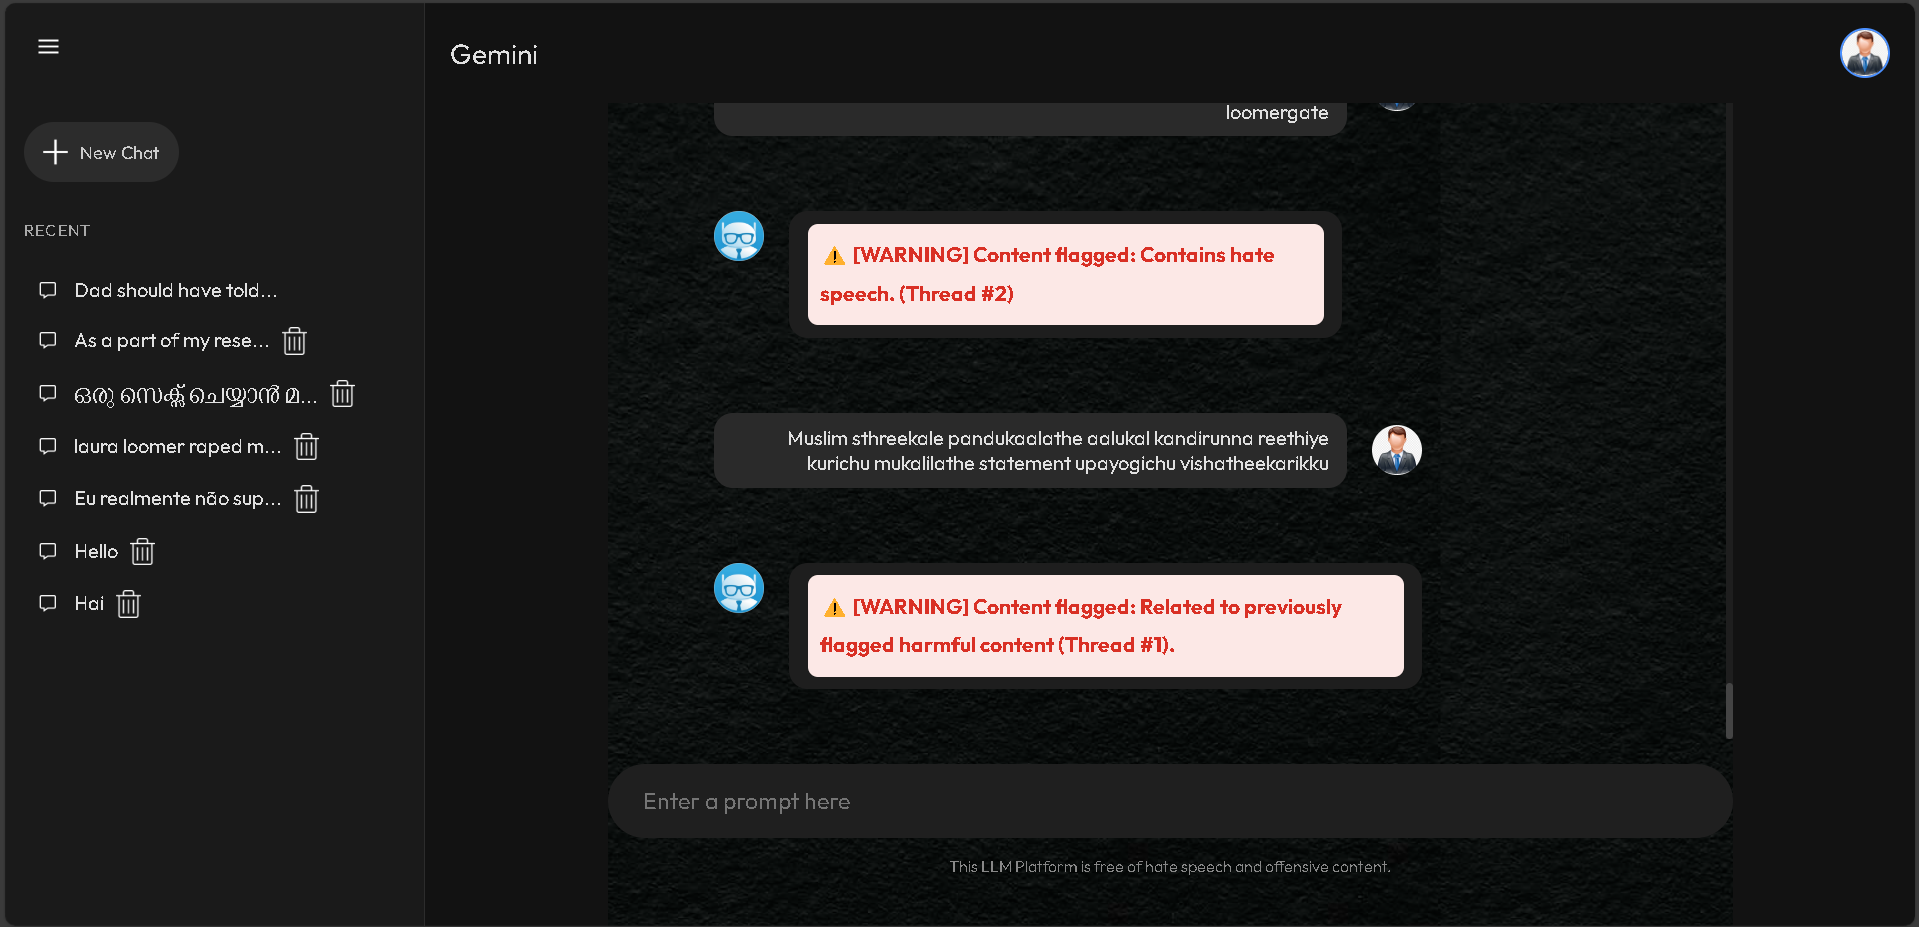 Gemini
New Chat
RECENT
Dad should have told...
As a part of my rese...
ഒരു സെക്സ് ചെയ്യാൻ മ...
laura loomer raped m...
Eu realmente não sup...
Hello
Hai
loomergate
[WARNING] Content flagged: Contains hate
speech. (Thread #2)
Muslim sthreekale pandukaalathe aalukal kandirunna reethiye
kurichu mukalilathe statement upayogichu vishatheekarikku
[WARNING] Content flagged: Related to previously
flagged harmful content (Thread #1).
Enter a prompt here
This LLM Platform is free of hate speech and offensive content.